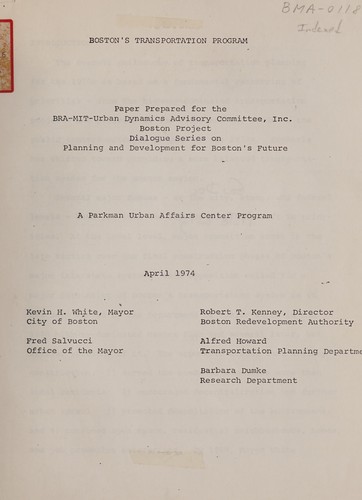 BMA-0118
BOSTON'S TRANSPORTATION PROGRAM
Paper Prepared for the
BRA-MIT-Urban Dynamics Advisory Committee, Inc.
Boston Project
Dialogue Series on
Planning and Development for Boston's Future
A Parkman Urban Affairs Center Program
April 1974
Kevin H. White, Mayor
City of Boston
Fred Salvucci
Office of the Mayor
Robert T. Kenney, Director
Boston Redevelopment Authority
Alfred Howard
Transportation Planning Departme
Barbara Dumke
Research Department